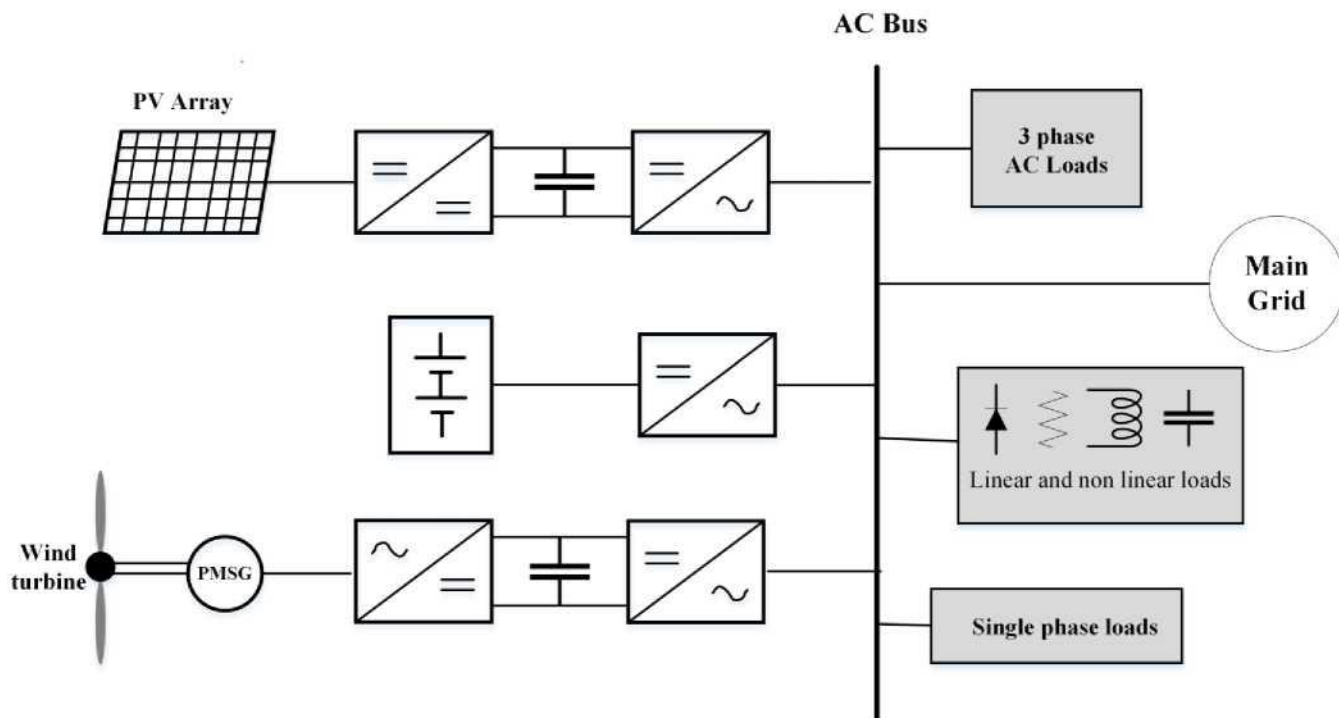 AC Bus
PV Array
3 phase
AC Loads
Main
Grid
Linear and non linear loads
Wind
turbine
PMSG
Single phase loads